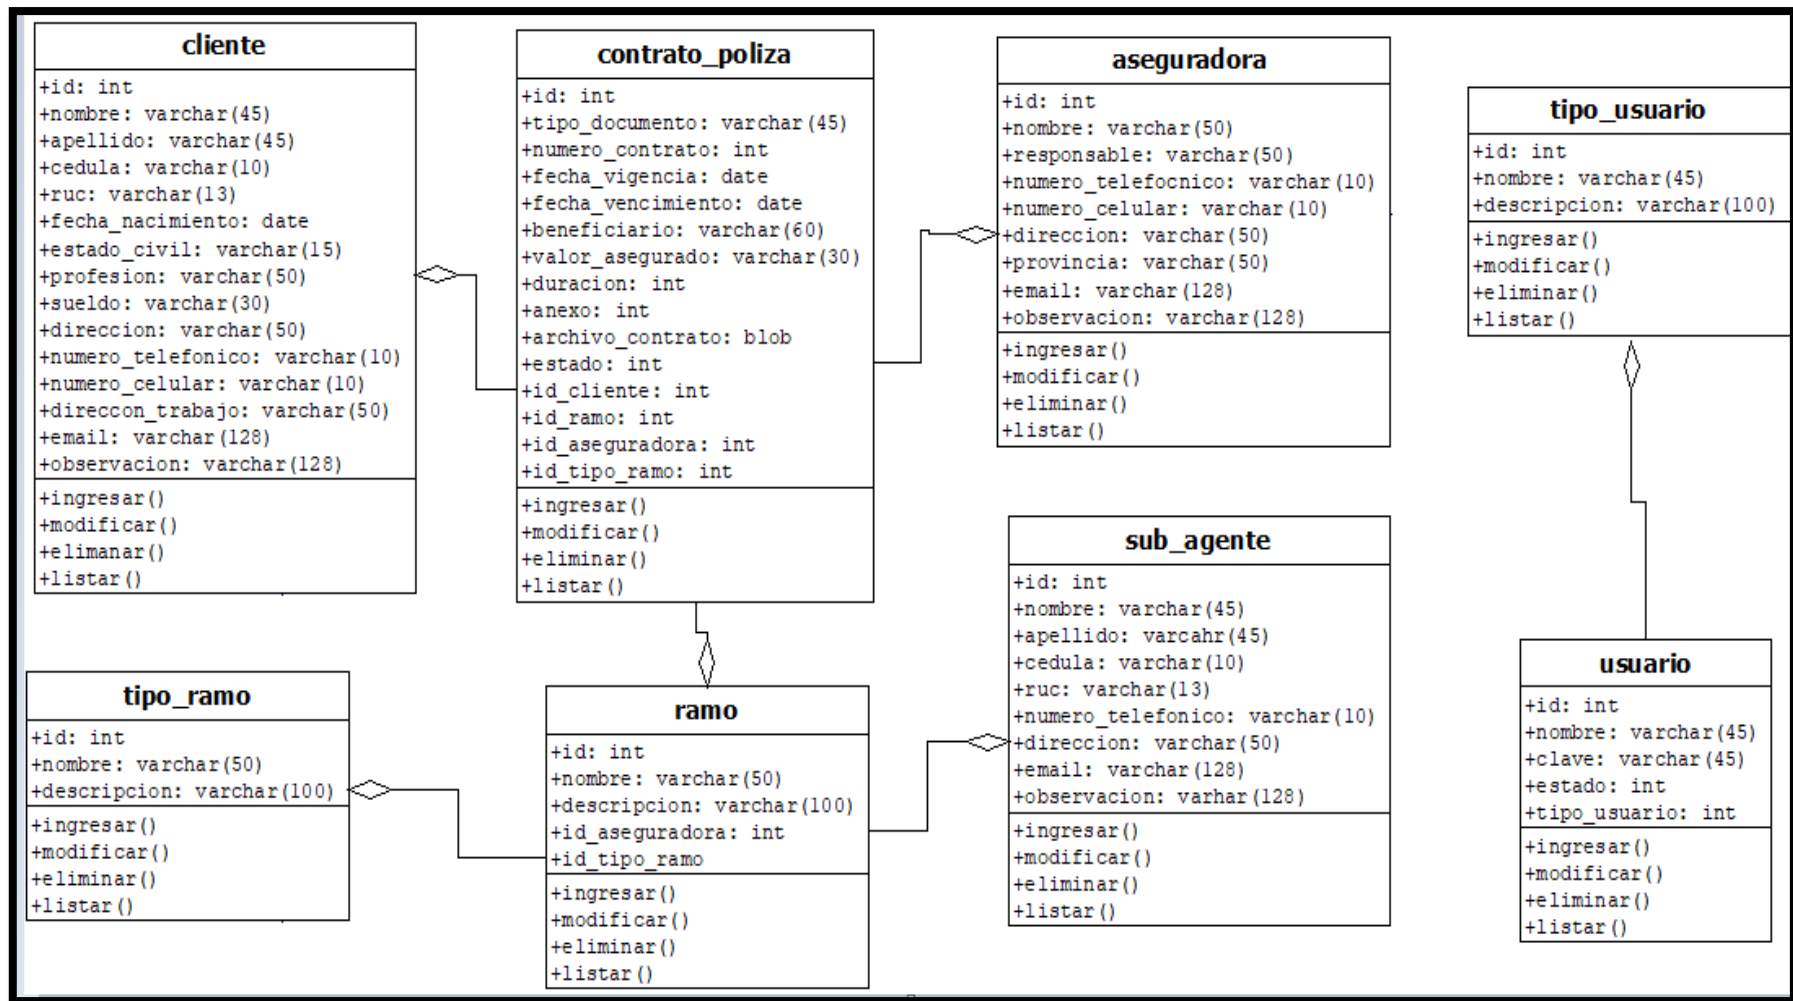 cliente
+id: int
+nombre: varchar(45)
+apellido: varchar(45)
+cedula: varchar(10)
+ruc: varchar(13)
+fecha_nacimiento: date
+estado_civil: varchar(15)
+profesion: varchar(50)
+sueldo: varchar(30)
+direccion: varchar(50)
+numero_telefonico: varchar(10)
+numero_celular: varchar(10)
+direccon_trabajo: varchar(50)
+email: varchar(128)
+observacion: varchar(128)
+ingresar()
+modificar()
+elimanar()
+listar()
contrato_poliza
+id: int
+tipo_documento: varchar(45)
+numero_contrato: int
+fecha_vigencia: date
+fecha_vencimiento: date
+beneficiario: varchar(60)
+valor_asegurado: varchar(30)
+duracion: int
+anexo: int
+archivo_contrato: blob
+estado: int
+id_cliente: int
+id_ramo: int
+id_aseguradora: int
+id_tipo_ramo: int
+ingresar()
+modificar()
+eliminar()
+listar()
aseguradora
+id: int
+nombre: varchar(50)
+responsable: varchar(50)
+numero_telefocnico: varchar(10)
+numero_celular: varchar(10)
+direccion: varchar(50)
+provincia: varchar(50)
+email: varchar(128)
+observacion: varchar(128)
+ingresar()
+modificar()
+eliminar()
+listar()
tipo_usuario
+id: int
+nombre: varchar(45)
+descripcion: varchar(100)
+ingresar()
+modificar()
+eliminar()
+listar()
tipo_ramo
+id: int
+nombre: varchar(50)
+descripcion: varchar(100)
+ingresar()
+modificar()
+eliminar()
+listar()
ramo
+id: int
+nombre: varchar(50)
+descripcion: varchar(100)
+id_aseguradora: int
+id_tipo_ramo
+ingresar()
+modificar()
+eliminar()
+listar()
sub_agente
+id: int
+nombre: varchar(45)
+apellido: varcahr(45)
+cedula: varchar(10)
+ruc: varchar(13)
+numero_telefonico: varchar(10)
+direccion: varchar(50)
+email: varchar(128)
+observacion: varhar(128)
+ingresar()
+modificar()
+eliminar()
+listar()
usuario
+id: int
+nombre: varchar(45)
+clave: varchar(45)
+estado: int
+tipo_usuario: int
+ingresar()
+modificar()
+eliminar()
+listar()